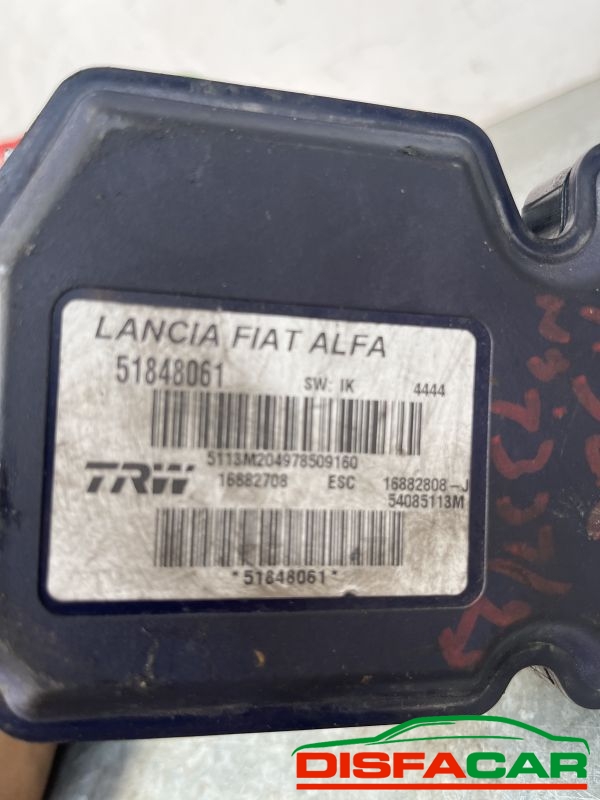 LANCIA FIAT ALFA
51848061 SW: IK 4444
5113M204978509160
TRW 16882708 ESC 16882808-J
54085113M
*51848061*
DISFACAR